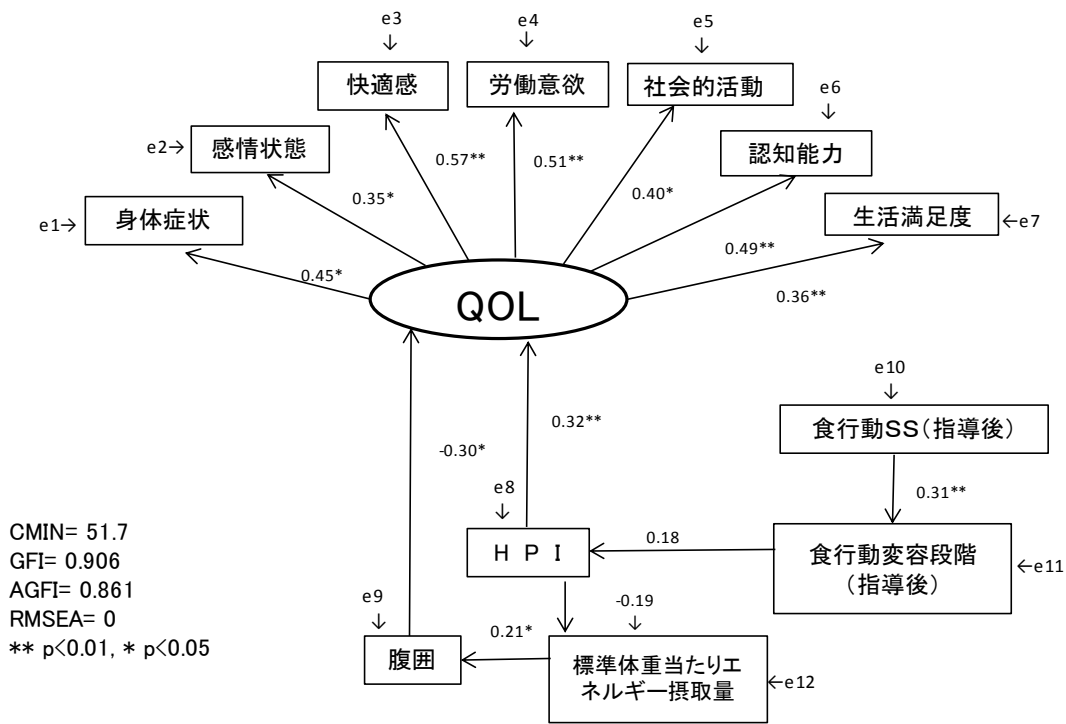 e3
↓
e4
↓
e5
↓
快適感
労働意欲
社会的活動
e6
↓
e2→
感情状態
認知能力
0.57**
0.51**
0.40*
0.35*
e1→
身体症状
生活満足度
←e7
0.45*
0.49**
0.36**
QOL
e10
↓
食行動SS(指導後)
0.32**
-0.30*
0.31**
e8
↓
CMIN= 51.7
GFI= 0.906
AGFI= 0.861
RMSEA= 0
** p<0.01, * p<0.05
H P I
0.18
食行動変容段階
(指導後)
←e11
e9
↓
-0.19
↓
腹囲
0.21*
標準体重当たりエ
ネルギー摂取量
←e12